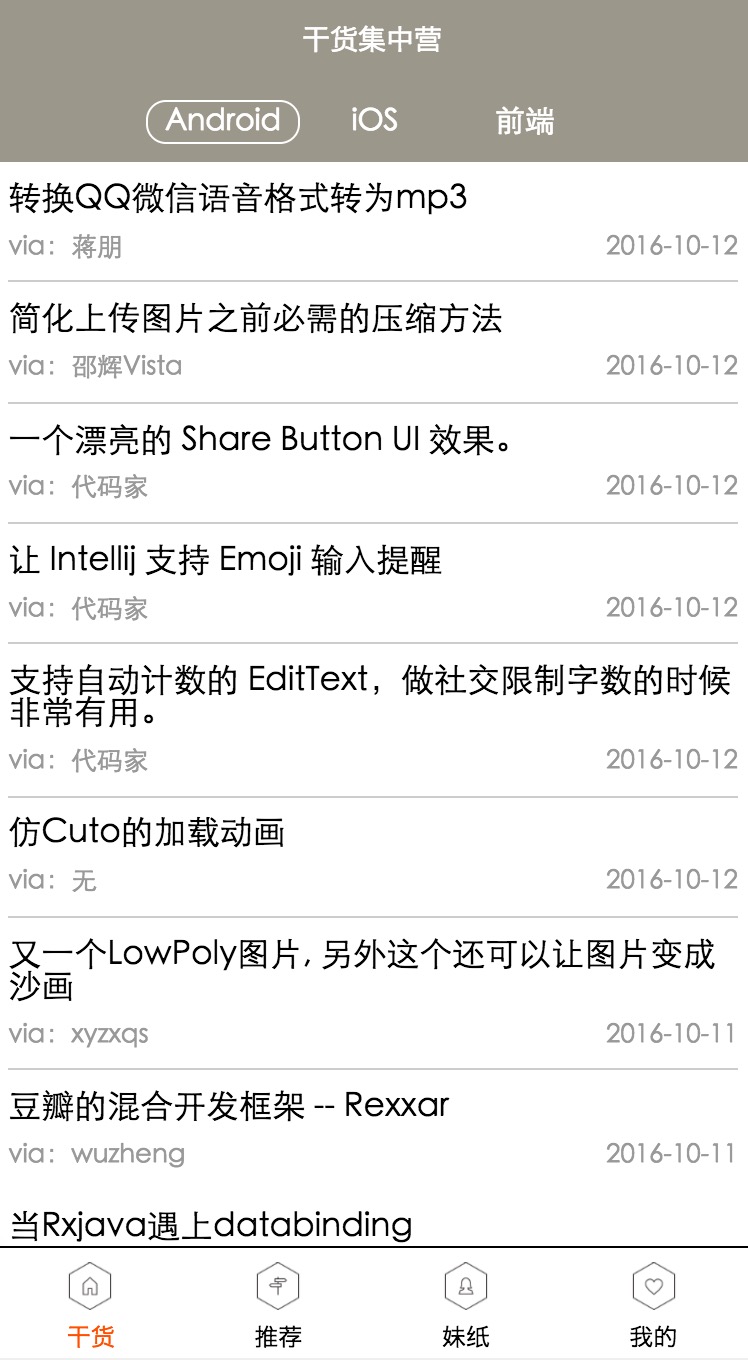 干货集中营
Android iOS 前端
转换QQ微信语音格式转为mp3
via：蒋朋 2016-10-12
简化上传图片之前必需的压缩方法
via：邵辉Vista 2016-10-12
一个漂亮的 Share Button UI 效果。
via：代码家 2016-10-12
让 Intellij 支持 Emoji 输入提醒
via：代码家 2016-10-12
支持自动计数的 EditText，做社交限制字数的时候
非常有用。
via：代码家 2016-10-12
仿Cuto的加载动画
via：无 2016-10-12
又一个LowPoly图片, 另外这个还可以让图片变成
沙画
via：xyzxqs 2016-10-11
豆瓣的混合开发框架 -- Rexxar
via：wuzheng 2016-10-11
当Rxjava遇上databinding
干货 推荐 妹纸 我的